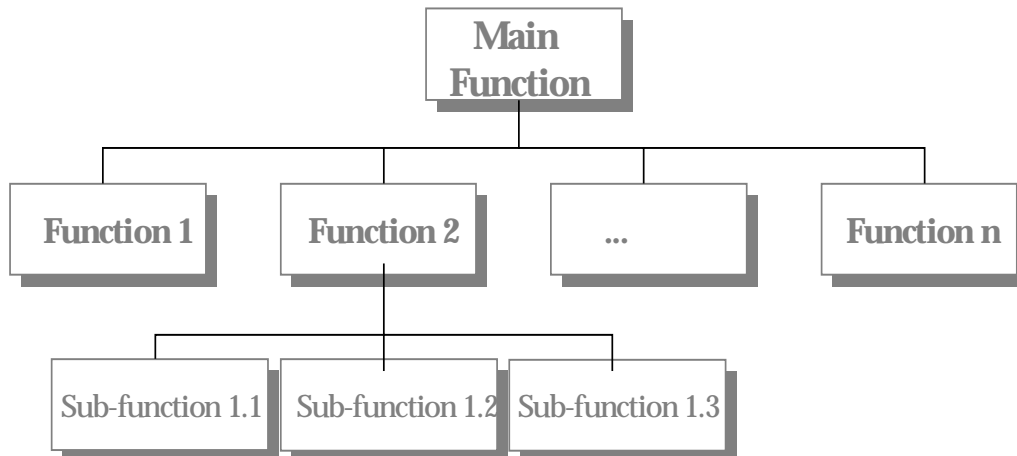 Main
Function
Function 1
Function 2
...
Function n
Sub-function 1.1
Sub-function 1.2
Sub-function 1.3